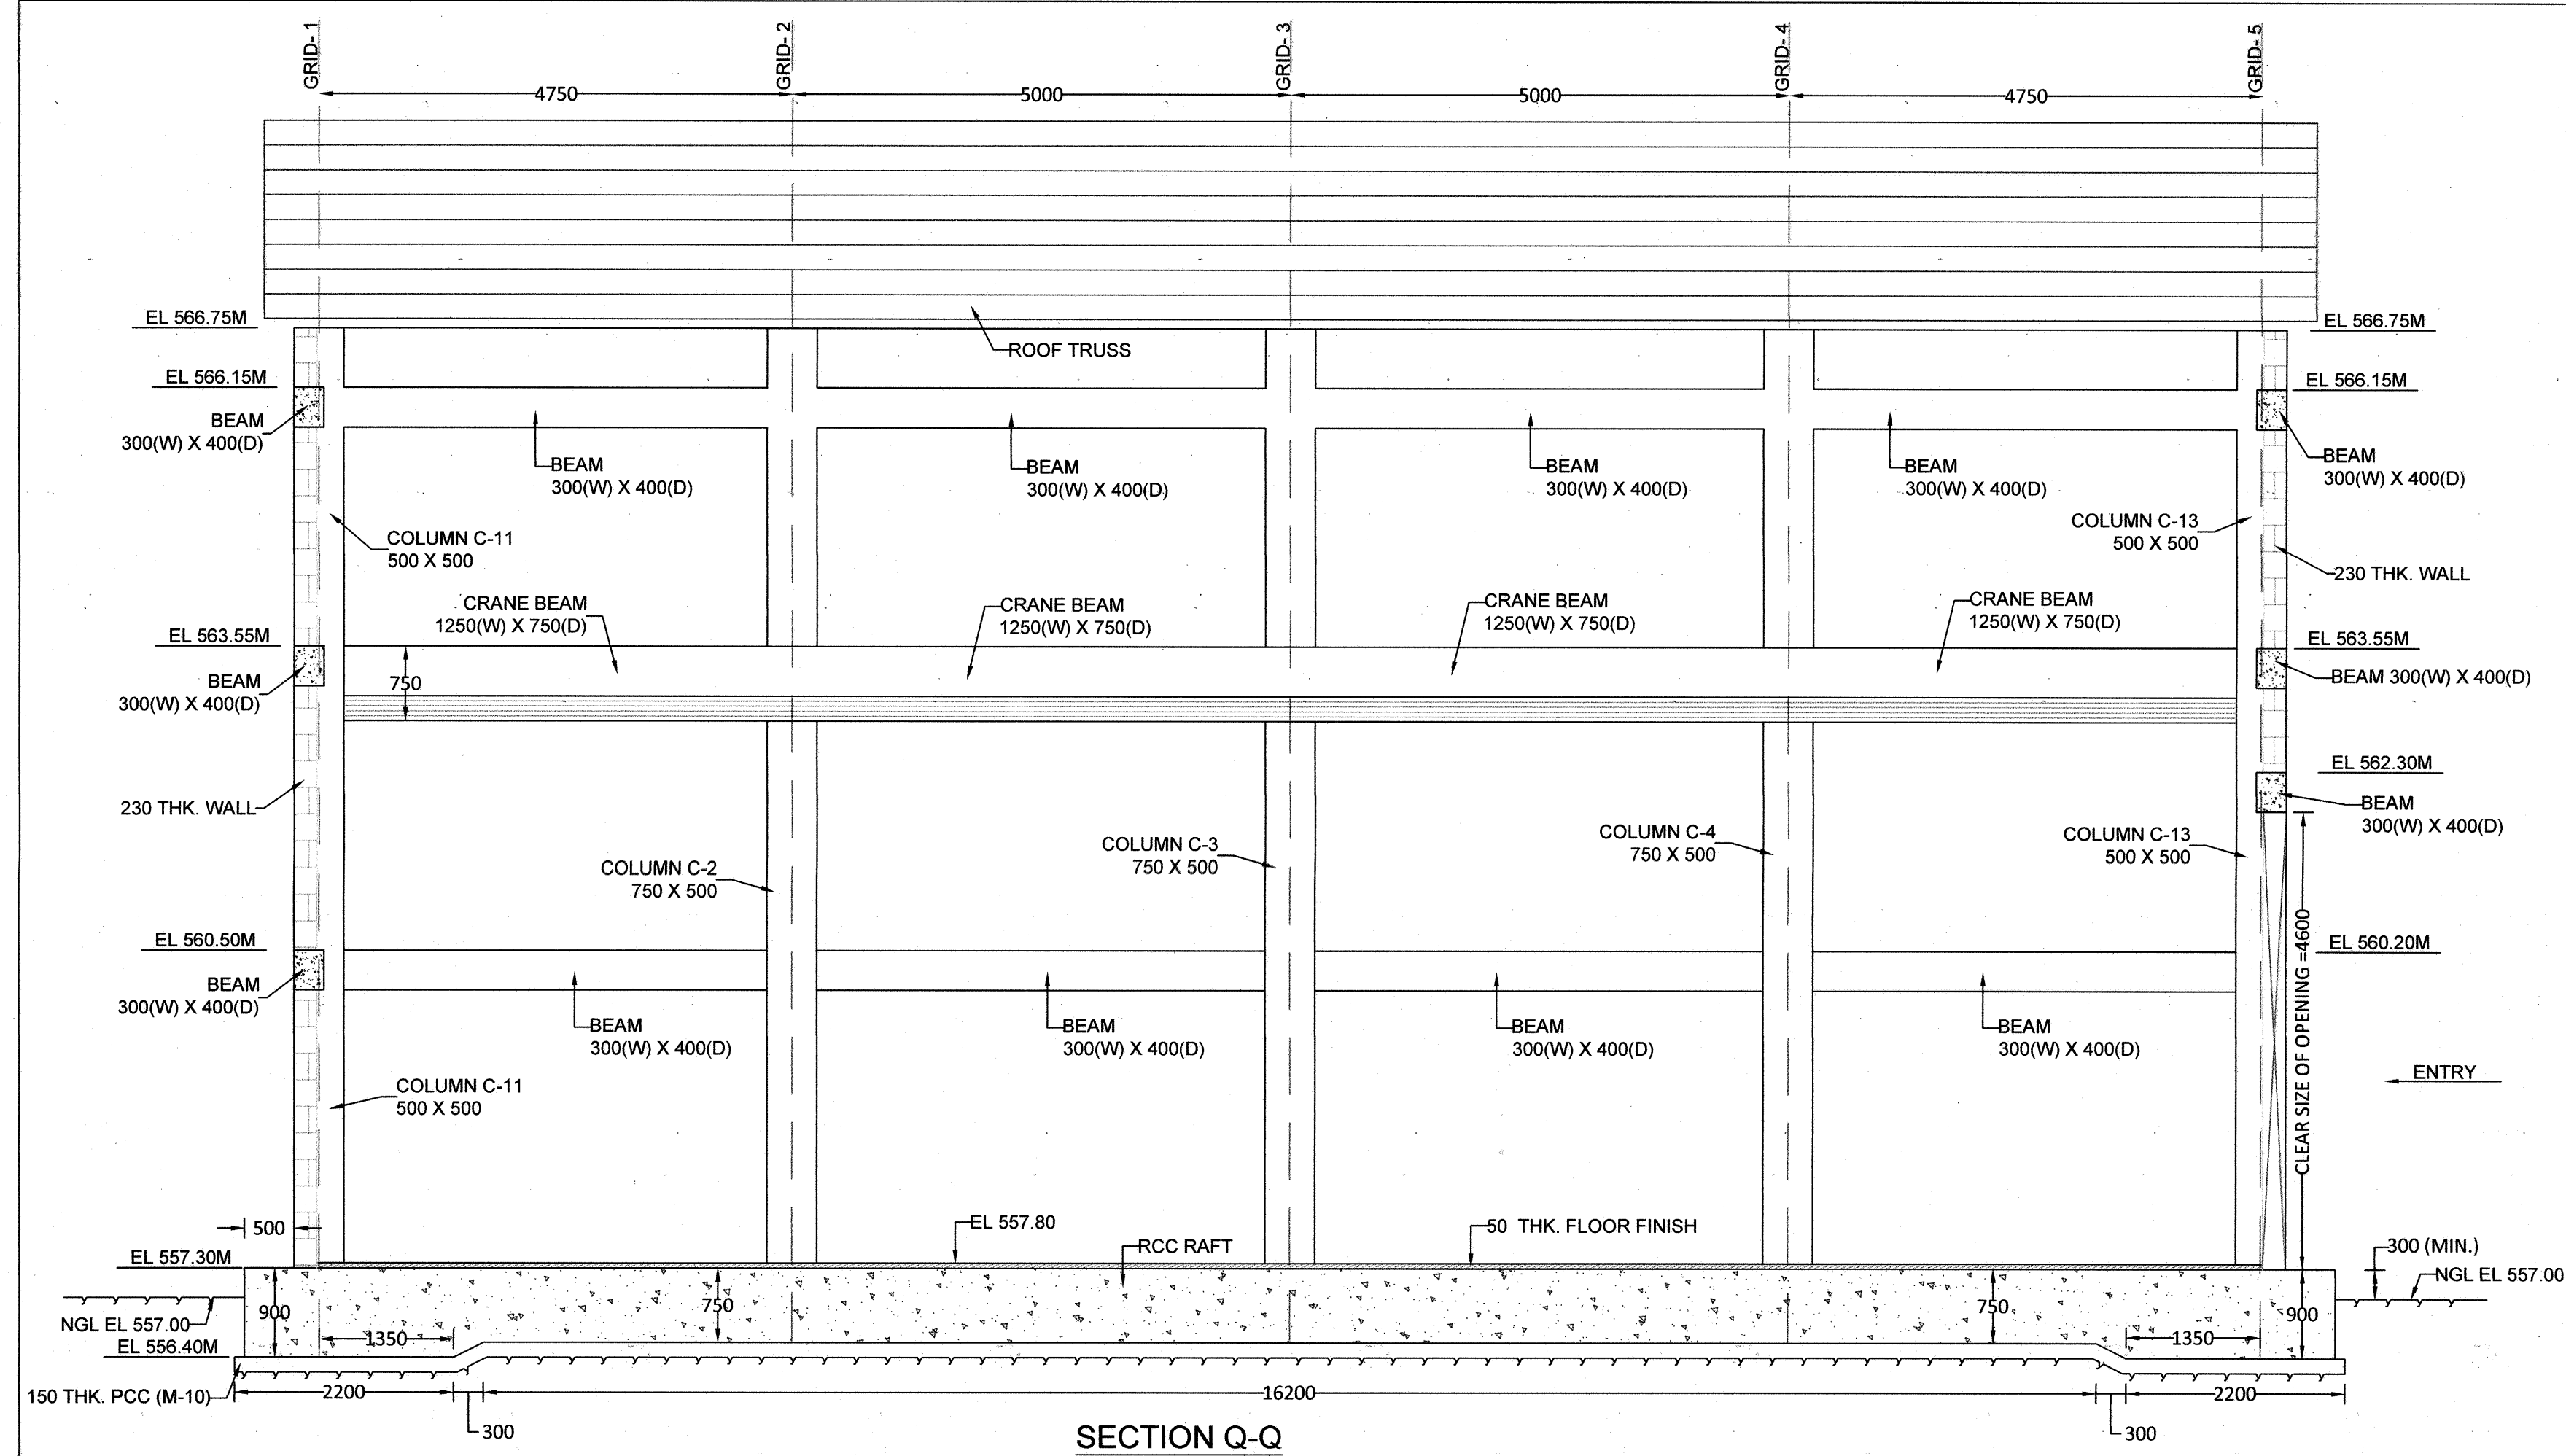 GRID- 1
GRID- 2
GRID- 3
GRID- 4
GRID- 5
4750
5000
5000
4750
EL 566.75M
EL 566.75M
ROOF TRUSS
EL 566.15M
EL 566.15M
BEAM
300(W) X 400(D)
BEAM
300(W) X 400(D)
BEAM
300(W) X 400(D)
BEAM
300(W) X 400(D)
BEAM
300(W) X 400(D)
BEAM
300(W) X 400(D)
COLUMN C-11
500 X 500
COLUMN C-13
500 X 500
230 THK. WALL
CRANE BEAM
1250(W) X 750(D)
CRANE BEAM
1250(W) X 750(D)
CRANE BEAM
1250(W) X 750(D)
CRANE BEAM
1250(W) X 750(D)
EL 563.55M
EL 563.55M
BEAM
300(W) X 400(D)
750
BEAM 300(W) X 400(D)
EL 562.30M
230 THK. WALL
BEAM
300(W) X 400(D)
COLUMN C-2
750 X 500
COLUMN C-3
750 X 500
COLUMN C-4
750 X 500
COLUMN C-13
500 X 500
EL 560.50M
EL 560.20M
BEAM
300(W) X 400(D)
BEAM
300(W) X 400(D)
BEAM
300(W) X 400(D)
BEAM
300(W) X 400(D)
BEAM
300(W) X 400(D)
CLEAR SIZE OF OPENING =4600
ENTRY
COLUMN C-11
500 X 500
500
EL 557.80
50 THK. FLOOR FINISH
RCC RAFT
EL 557.30M
300 (MIN.)
NGL EL 557.00
900
750
750
900
NGL EL 557.00
1350
1350
EL 556.40M
150 THK. PCC (M-10)
2200
16200
2200
300
300
SECTION Q-Q